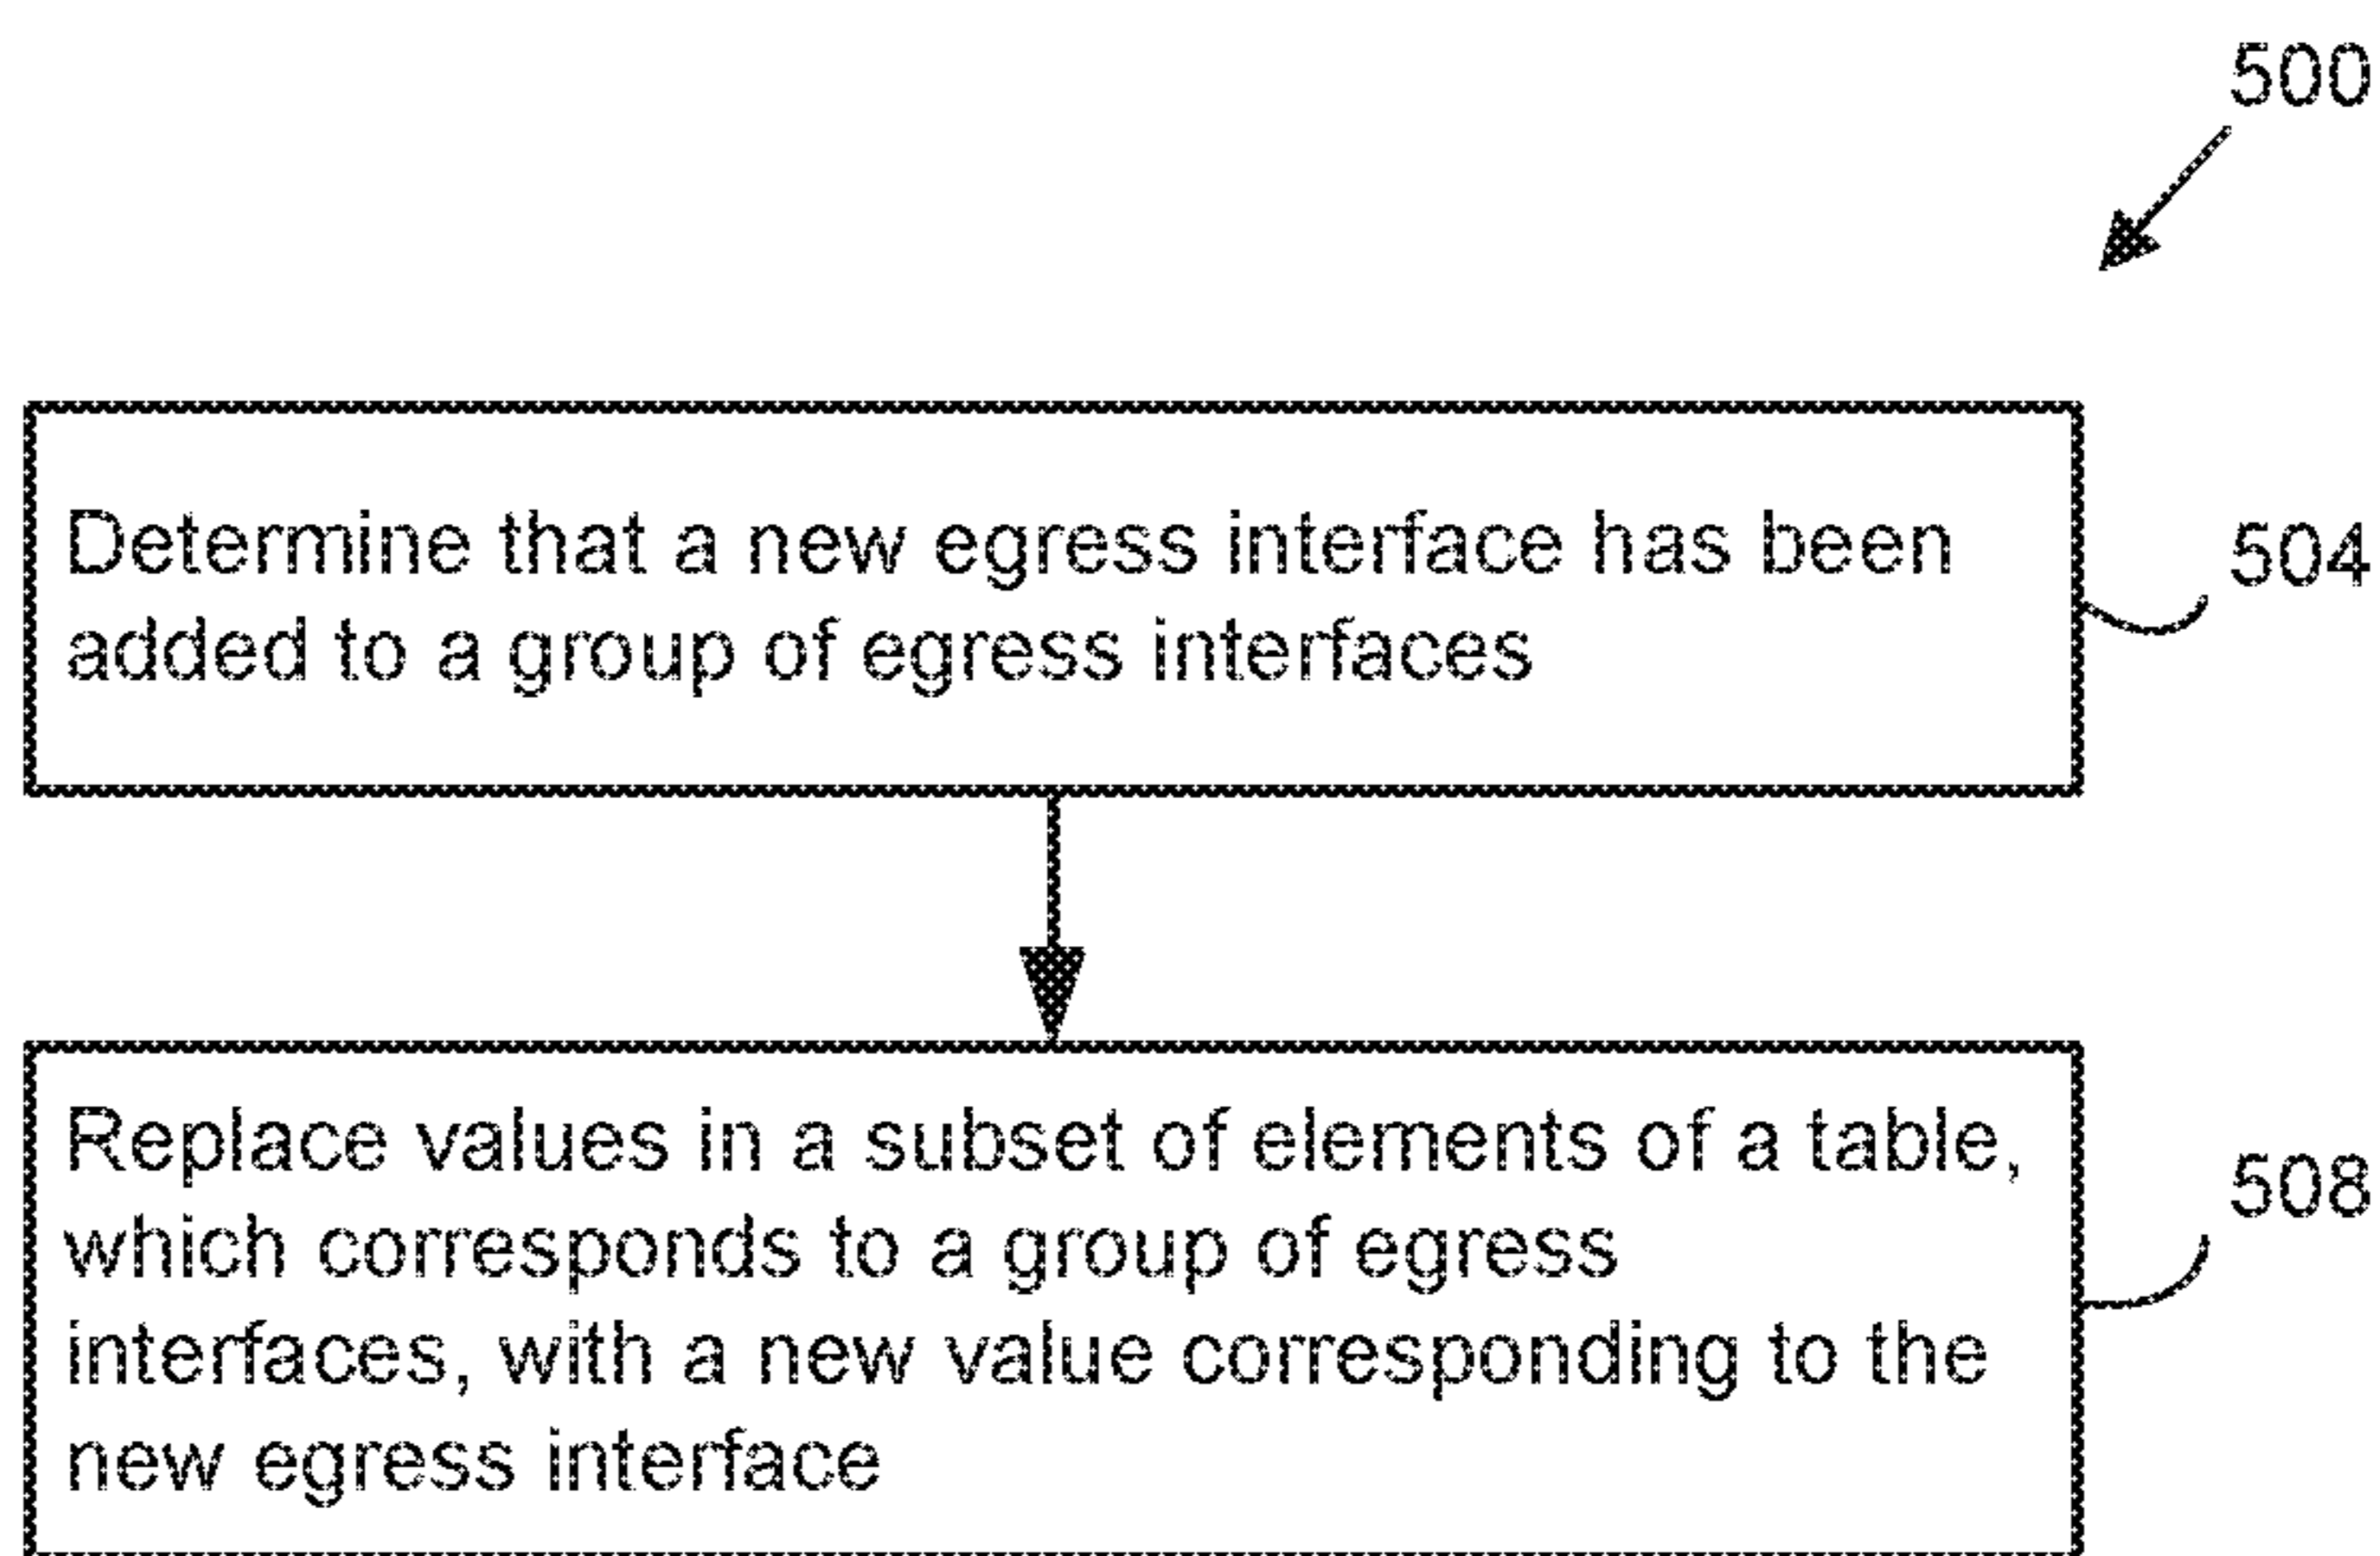 500
Determine that a new egress interface has been
added to a group of egress interfaces
504
Replace values in a subset of elements of a table,
which corresponds to a group of egress
interfaces, with a new value corresponding to the
new egress interface
508